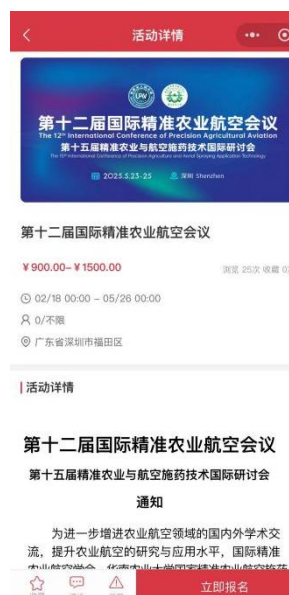 活动详情
第十二届国际精准农业航空会议
The 12th International Conference of Precision Agricultural Aviation
第十五届精准农业与航空施药技术国际研讨会
2025.5.23-25 深圳 Shenzhen
第十二届国际精准农业航空会议
￥900.00-￥1500.00
浏览 25次 收藏
02/18 00:00 – 05/26 00:00
0/不限
广东省深圳市福田区
活动详情
第十二届国际精准农业航空会议
第十五届精准农业与航空施药技术国际研讨会
通知
为进一步增进农业航空领域的国内外学术交
流，提升农业航空的研究与应用水平，国际精准
立即报名